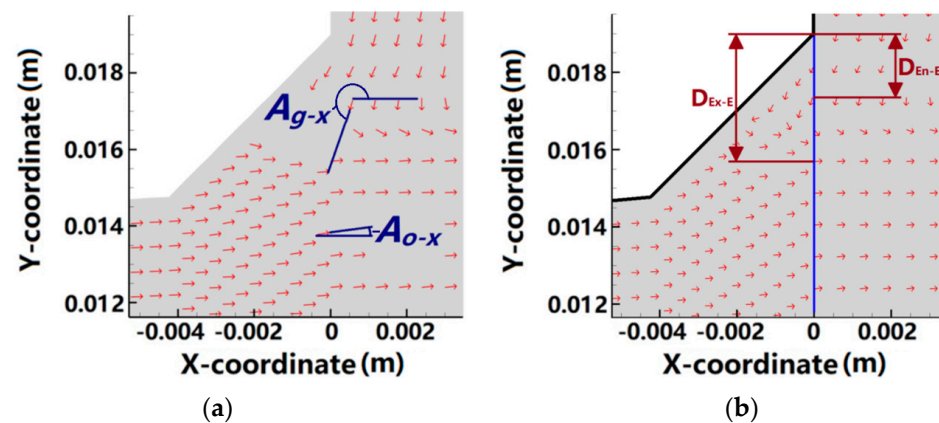 Y-coordinate (m)
0.018
0.016
0.014
0.012
A g-x
A o-x
-0.004
-0.002
0
0.002
X-coordinate (m)
(a)
Y-coordinate (m)
0.018
0.016
0.014
0.012
D Ex-E
D En-E
-0.004
-0.002
0
0.002
X-coordinate (m)
(b)